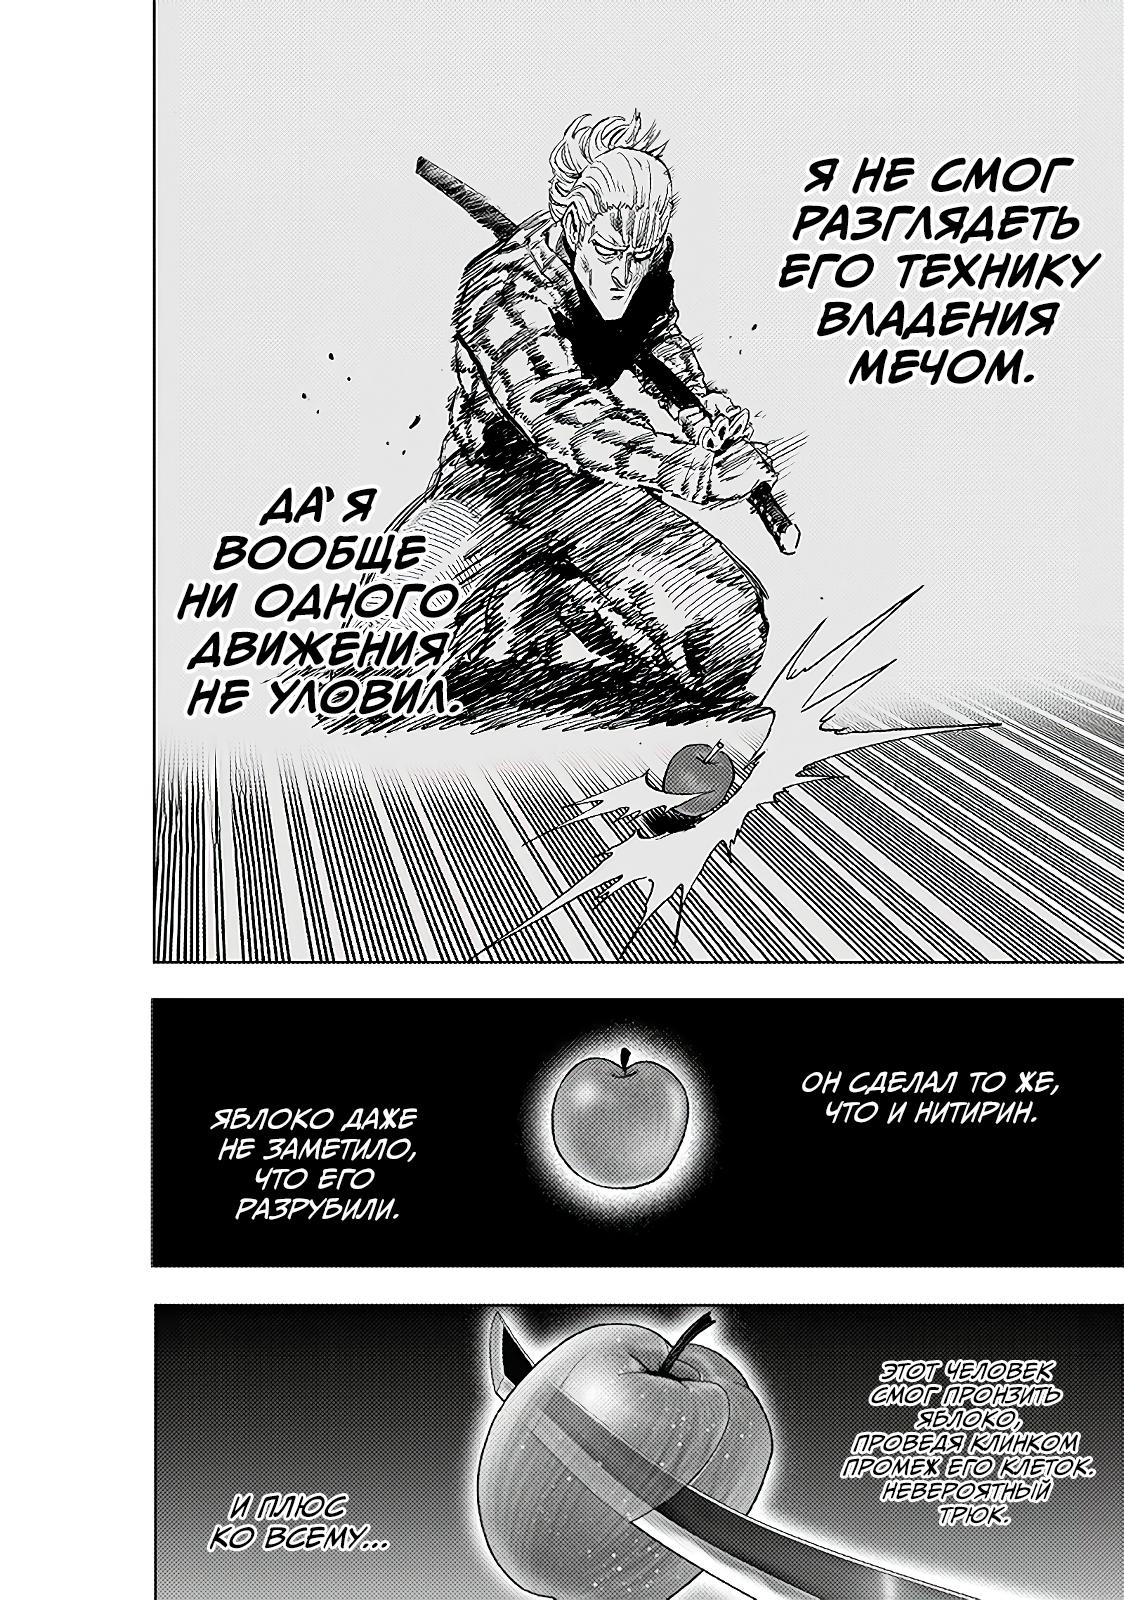 Я НЕ СМОГ
РАЗГЛЯДЕТЬ
ЕГО ТЕХНИКУ
ВЛАДЕНИЯ
МЕЧОМ.
ДА Я
ВООБЩЕ
НИ ОДНОГО
ДВИЖЕНИЯ
НЕ УЛОВИЛ.
ОН СДЕЛАЛ ТО ЖЕ,
ЧТО И НИТИРИН.
ЯБЛОКО ДАЖЕ
НЕ ЗАМЕТИЛО,
ЧТО ЕГО
РАЗРУБИЛИ.
ЭТОТ ЧЕЛОВЕК
СМОГ ПРОНЗИТЬ
ЯБЛОКО,
ПРОВЕДЯ КЛИНКОМ
ПРОМЕЖ ЕГО КЛЕТОК.
НЕВЕРОЯТНЫЙ
ТРЮК.
И ПЛЮС
КО ВСЕМУ...